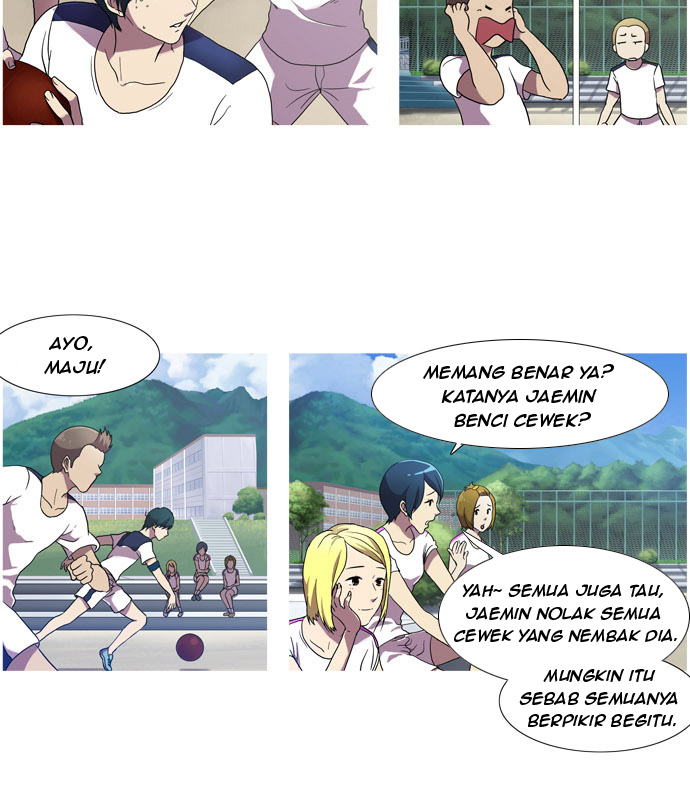 AYO,
MAJU!
MEMANG BENAR YA?
KATANYA JAEMIN
BENCI CEWEK?
YAH~ SEMUA JUGA TAU,
JAEMIN NOLAK SEMUA
CEWEK YANG NEMBAK DIA.
MUNGKIN ITU
SEBAB SEMUANYA
BERPIKIR BEGITU.